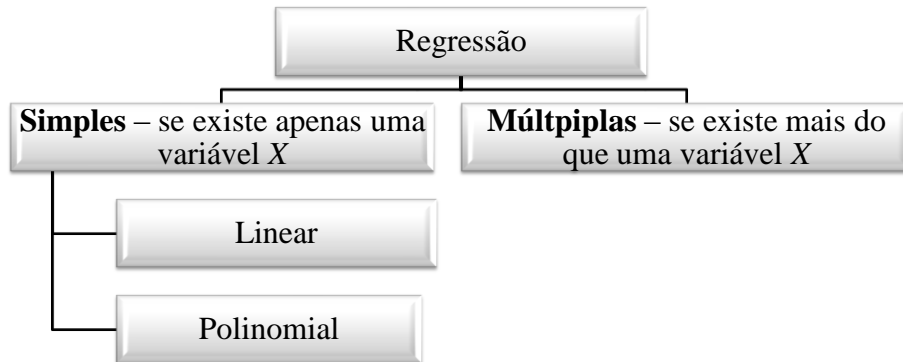 Regressão
Simples – se existe apenas uma
variável X
Múltpiplas – se existe mais do
que uma variável X
Linear
Polinomial